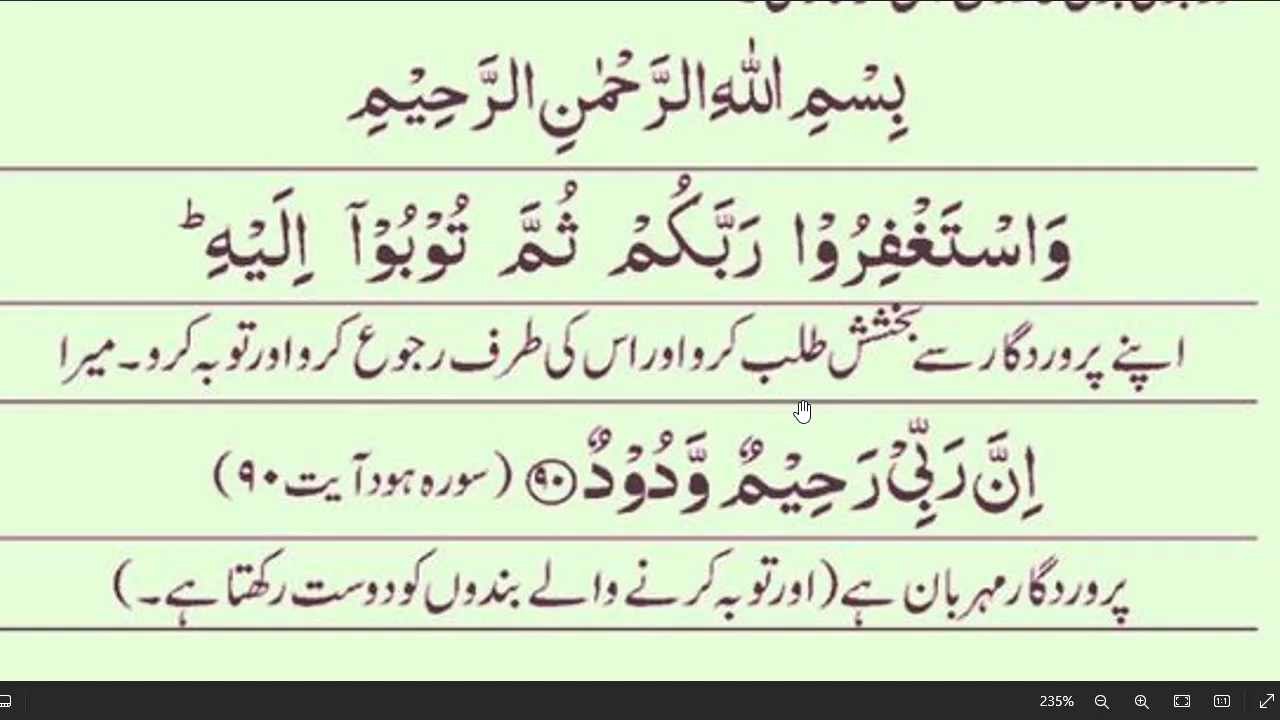 بِسْمِ اللّٰهِ الرَّحْمٰنِ الرَّحِيْمِ
وَاسْتَغْفِرُوْا رَبَّكُمْ ثُمَّ تُوْبُوْۤا اِلَيْهِ ؕ
اپنے پروردگار سے بخشش طلب کرو اور اس کی طرف رجوع کرو اور توبہ کرو۔ میرا
اِنَّ رَبِّيْ رَحِيْمٌ وَّدُوْدٌ ۹۰ (سورہ ہود آیت ۹۰)
پروردگار مہربان ہے (اور توبہ کرنے والے بندوں کو دوست رکھتا ہے۔)
235%
1:1